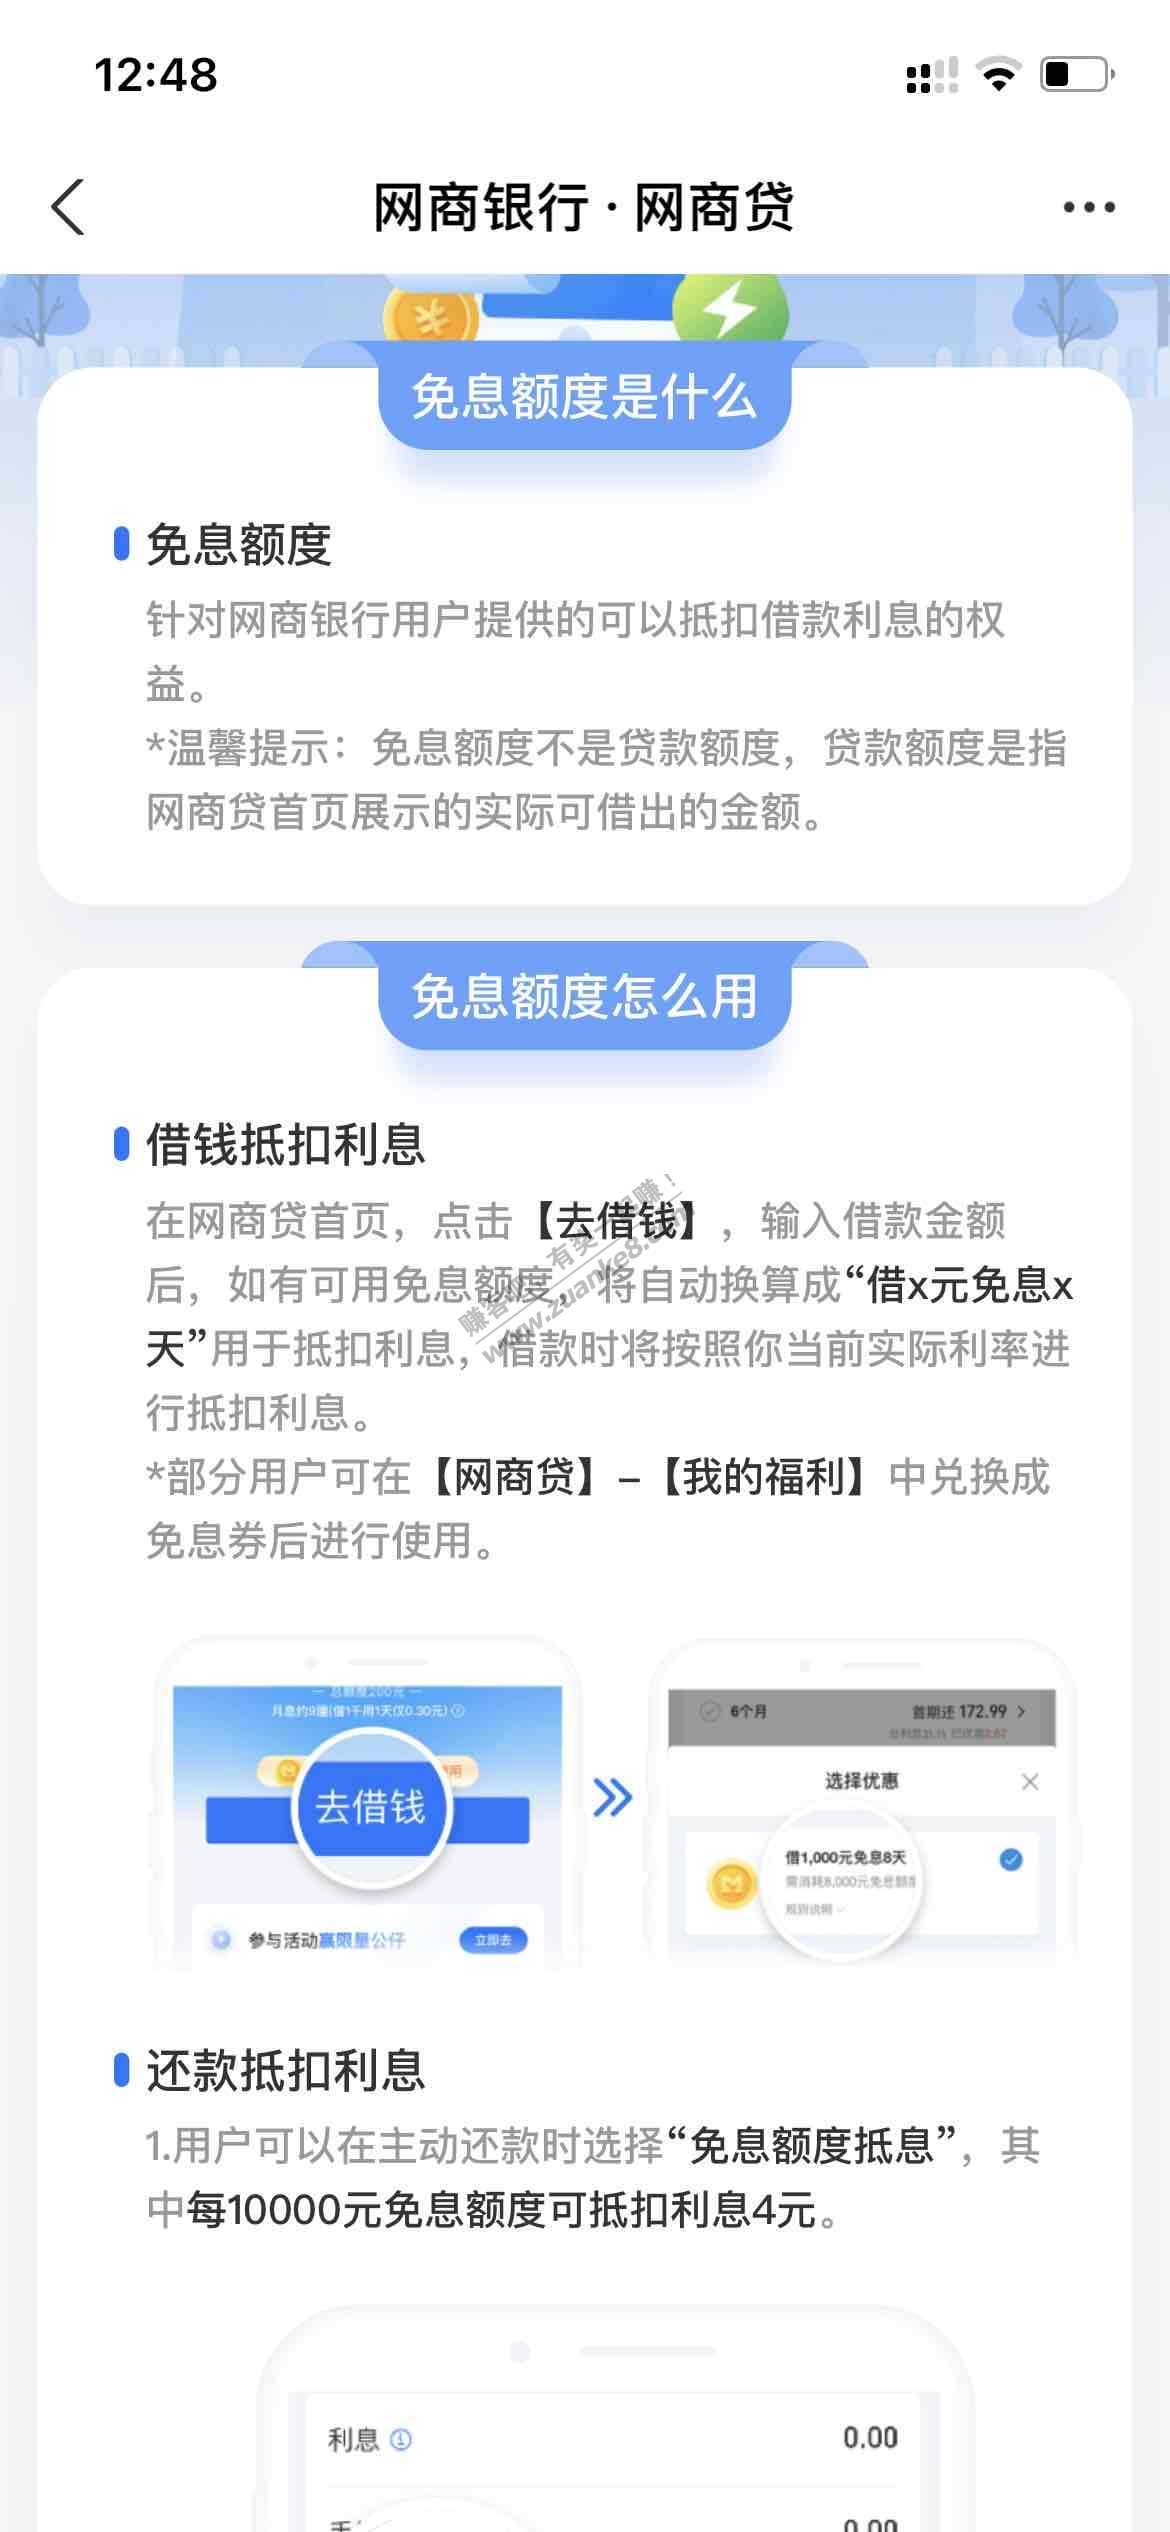 12:48
网商银行 · 网商贷
免息额度是什么
免息额度
针对网商银行用户提供的可以抵扣借款利息的权
益。
*温馨提示：免息额度不是贷款额度，贷款额度是指
网商贷首页展示的实际可借出的金额。
免息额度怎么用
借钱抵扣利息
在网商贷首页，点击【去借钱】，输入借款金额
后，如有可用免息额度，将自动换算成“借x元免息x
天”用于抵扣利息，借款时将按照你当前实际利率进
行抵扣利息。
*部分用户可在【网商贷】–【我的福利】中兑换成
免息券后进行使用。
总额度200元
月息约9厘(借1千用1天仅0.30元)
去借钱
参与活动赢限量公仔
立即去
6个月
首期还 172.99
选择优惠
借1,000元免息8天
需消耗8,000元免息额度
规则说明
还款抵扣利息
1.用户可以在主动还款时选择“免息额度抵息”，其
中每10000元免息额度可抵扣利息4元。
利息
0.00
0.00
www.zuanke8.com